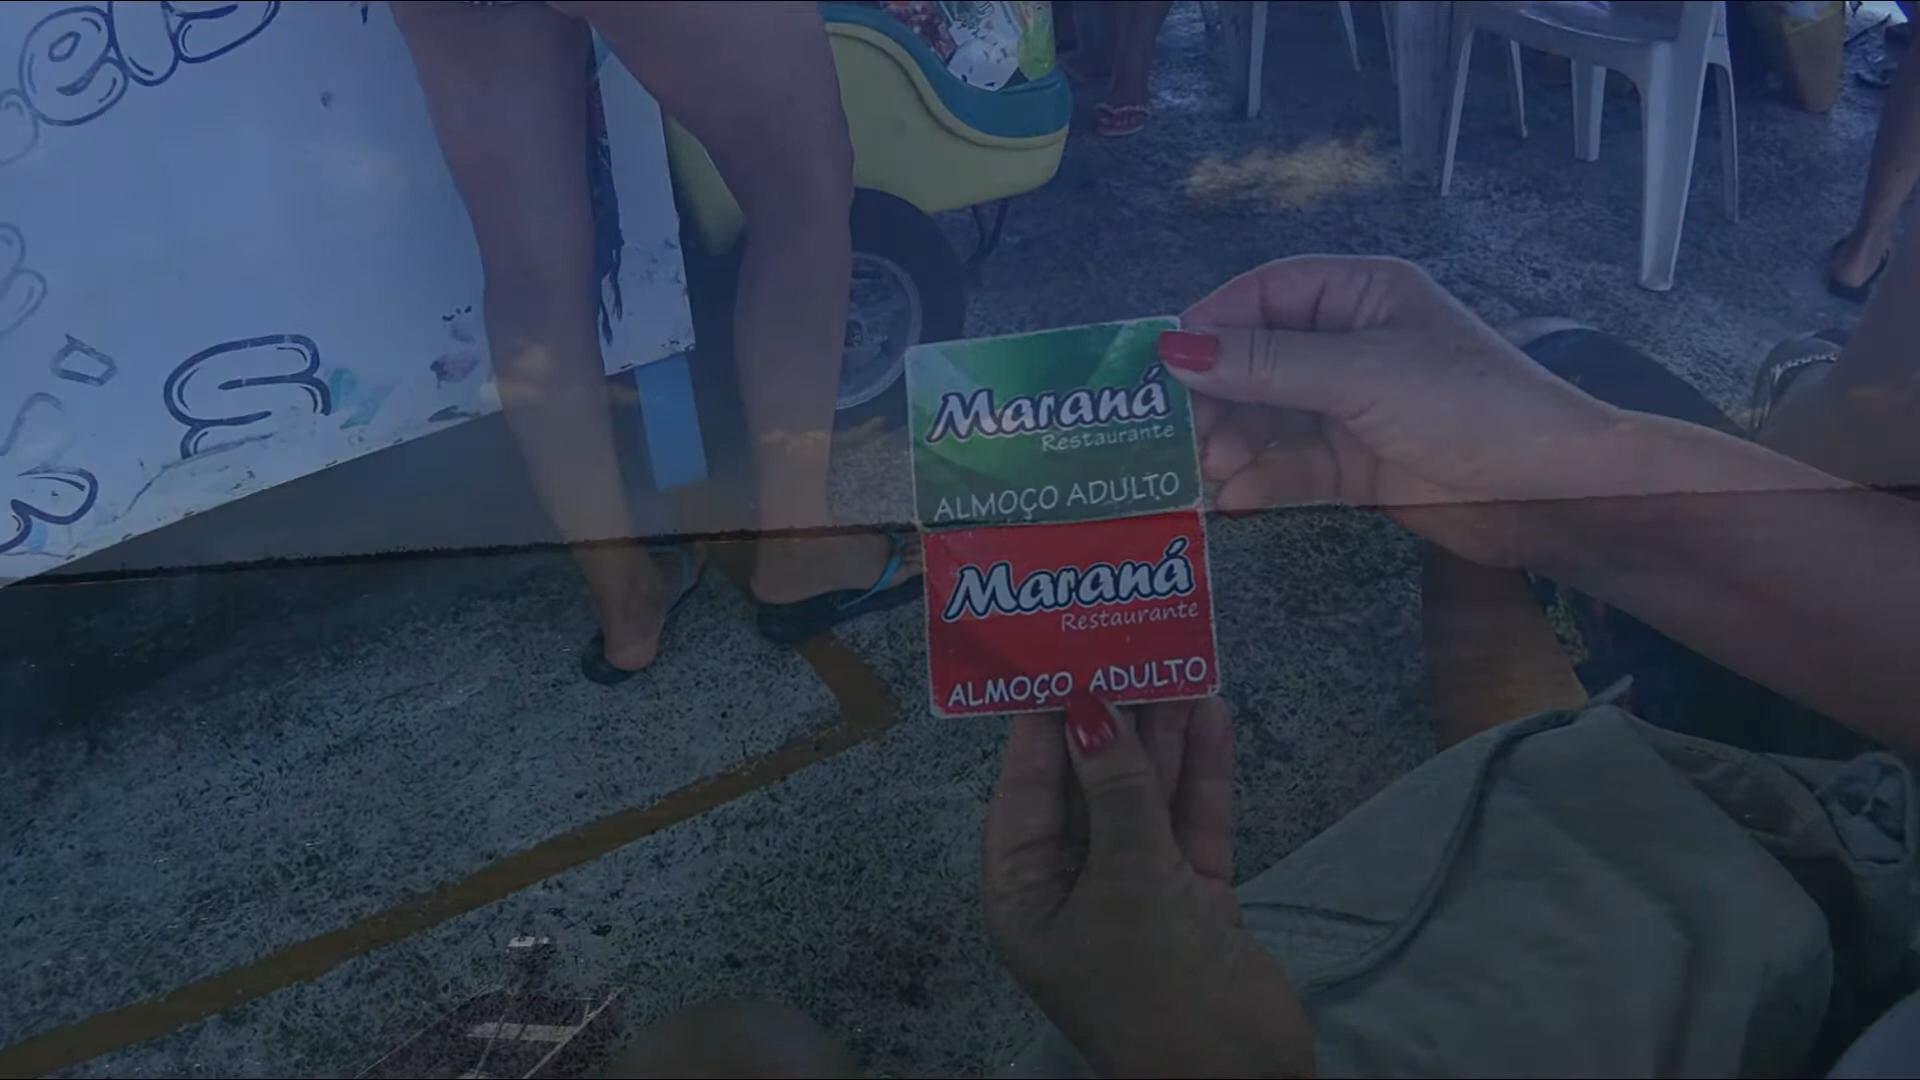 Maraná
Restaurante
ALMOÇO ADULTO
Maraná
Restaurante
ALMOÇO ADULTO